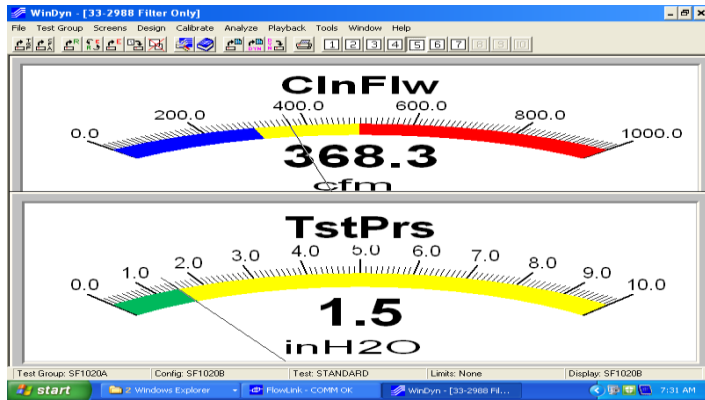 WinDyn - [33-2988 Filter Only]
File Test Group Screens Design Calibrate Analyze Playback Tools Window Help
1 2 3 4 5 6 7 8 9 10
ClnFlw
0.0 200.0 400.0 600.0 800.0 1000.0
368.3
cfm
TstPrs
0.0 1.0 2.0 3.0 4.0 5.0 6.0 7.0 8.0 9.0 10.0
1.5
inH2O
Test Group: SF1020A Config: SF1020B Test: STANDARD Limits: None Display: SF1020B
start 2 Windows Explorer FlowLink - COMM OK WinDyn - [33-2988 Fil... 7:31 AM